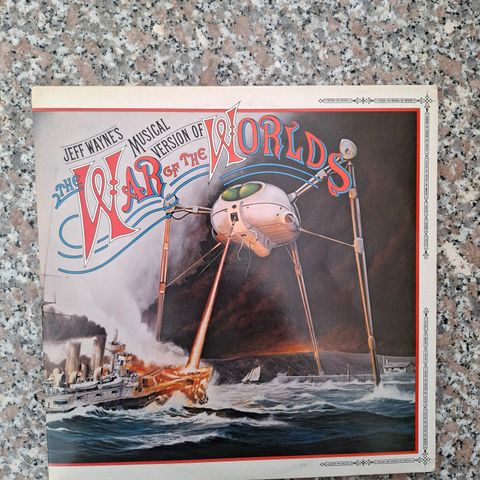 JEFF WAYNE'S
MUSICAL
VERSION OF
THE
WAR OF THE WORLDS